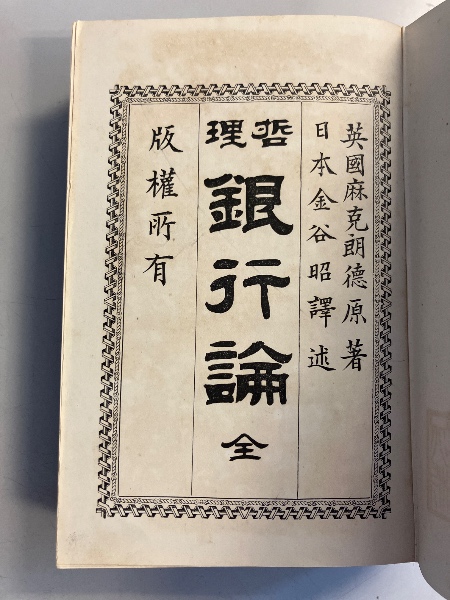 英國麻克朗德原著
日本金谷昭譯述
哲理
銀行論
全
版權所有